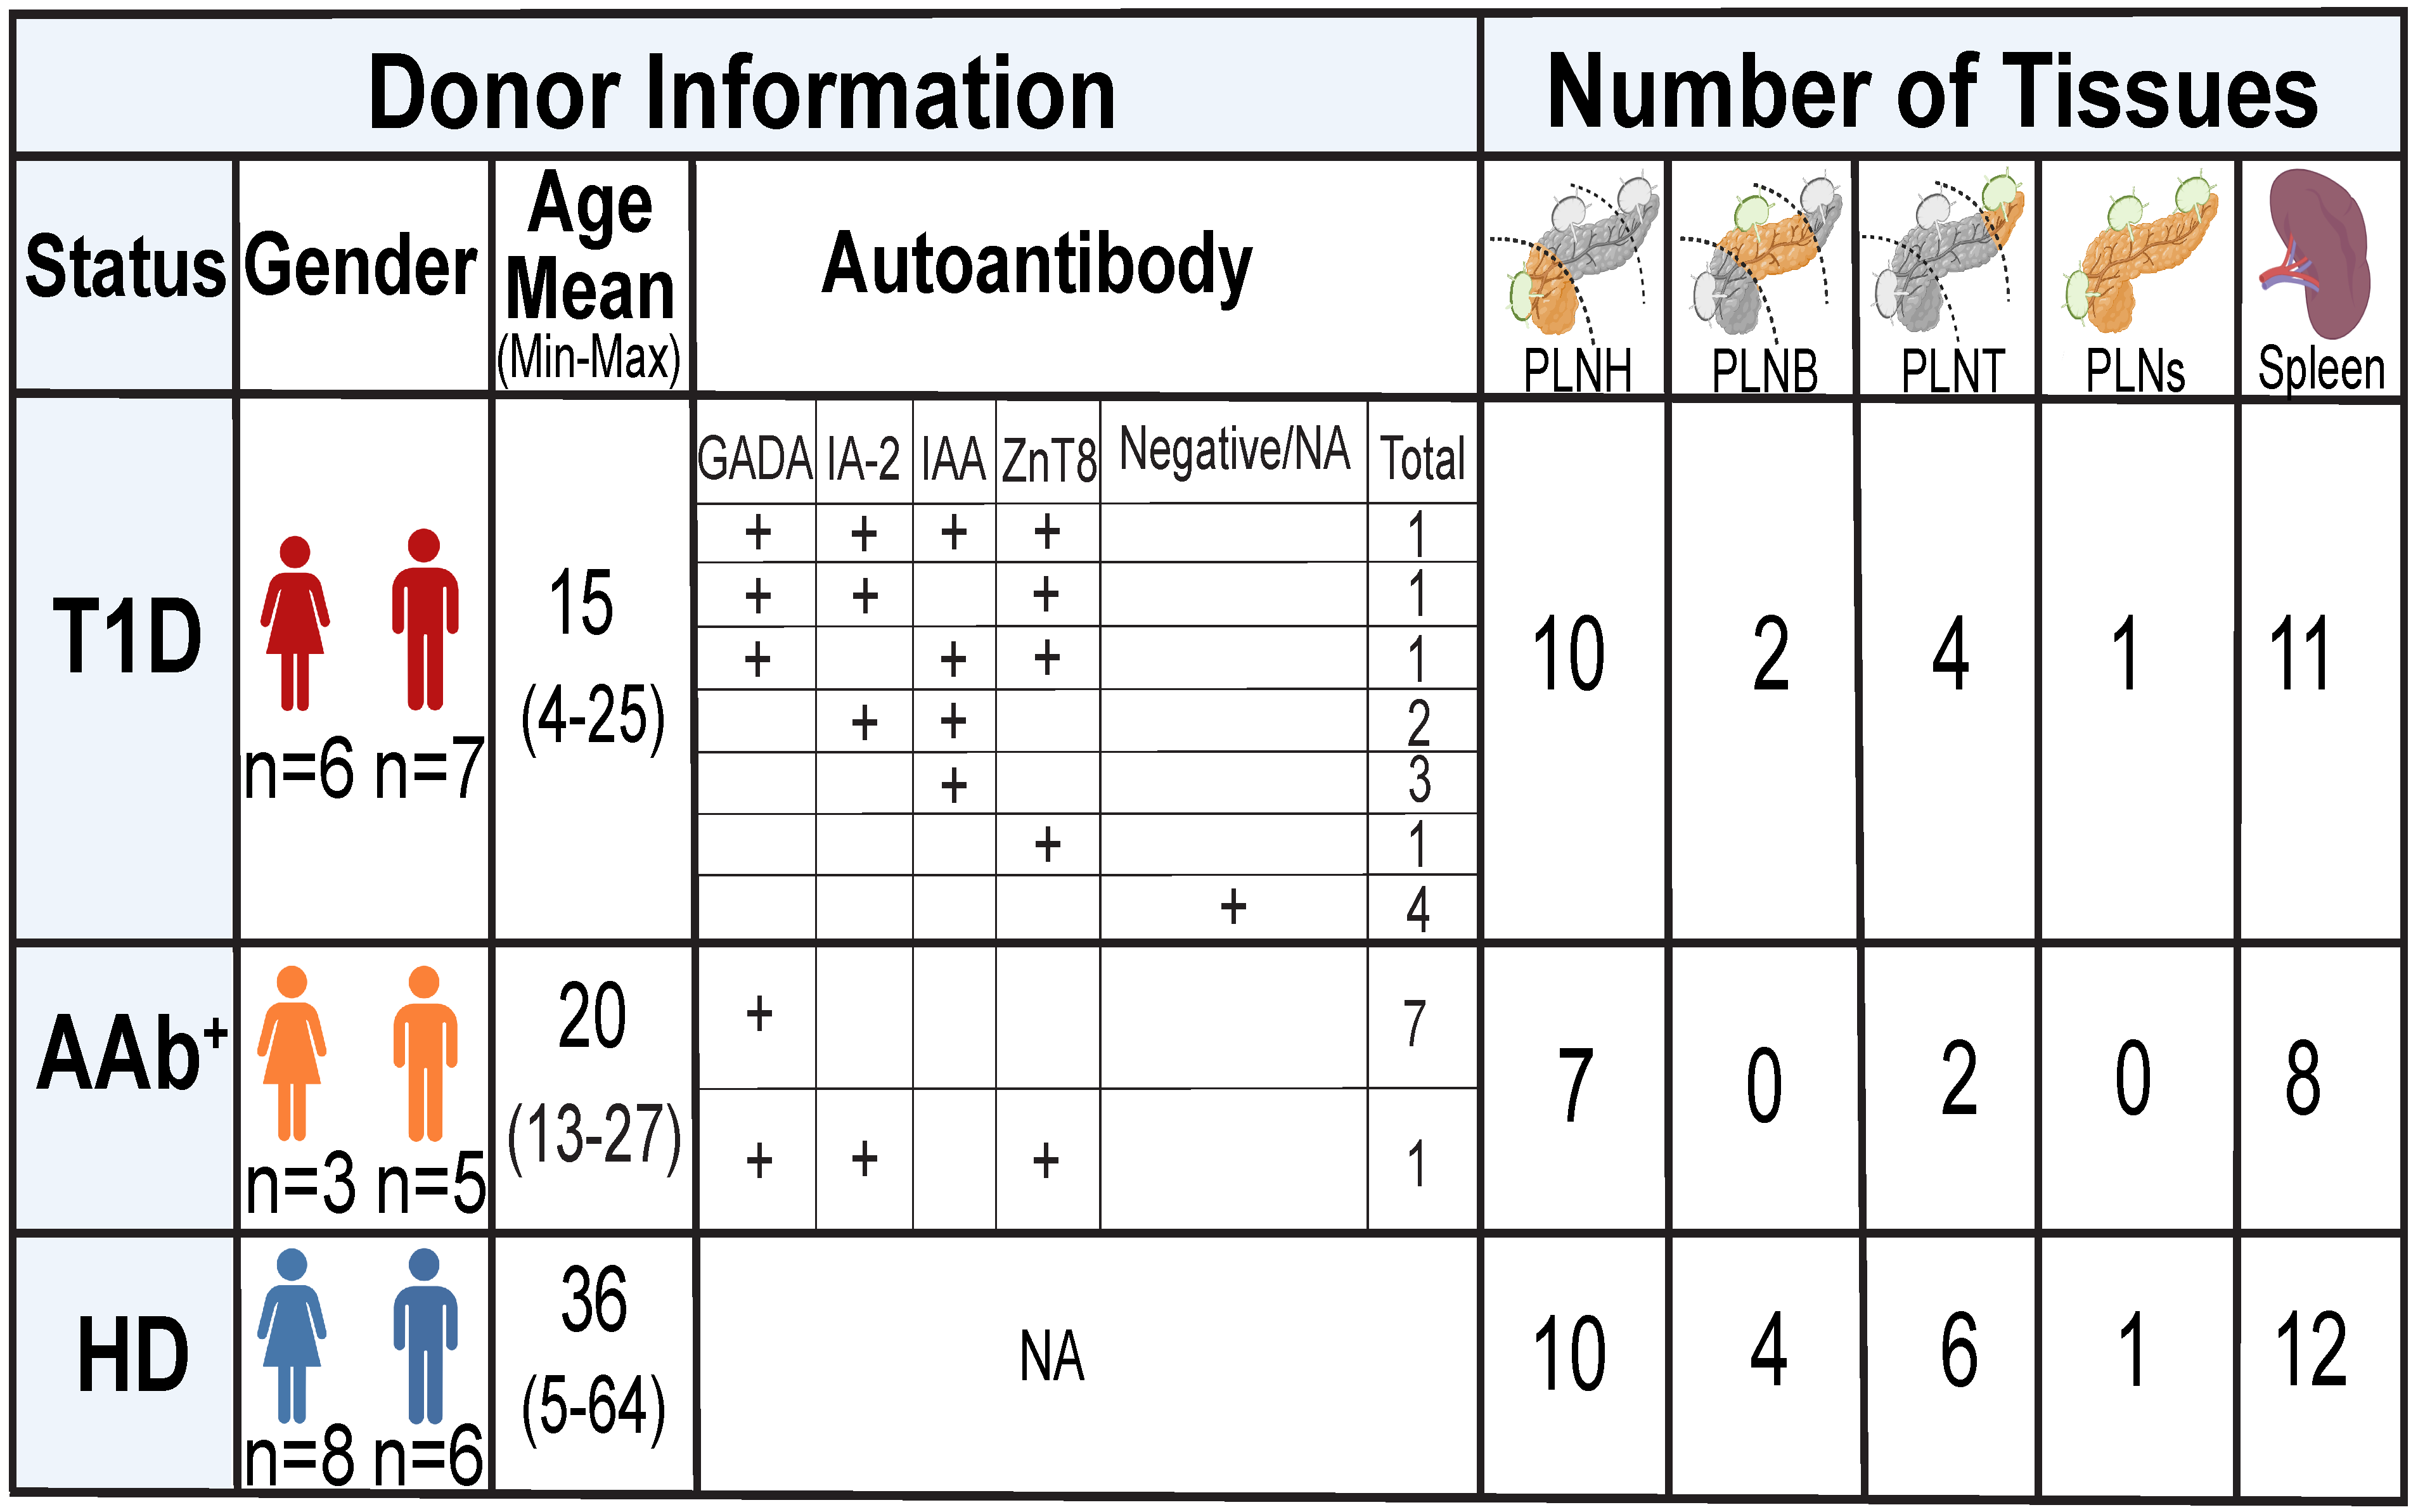 Donor Information Number of Tissues
Status Gender Age Mean (Min-Max) Autoantibody PLNH PLNB PLNT PLNs Spleen
GADA IA-2 IAA ZnT8 Negative/NA Total
+ + + + 1
+ + + 1
+ + + 1
+ + 2
+ 3
+ 1
+ 4
T1D n=6 n=7 15 (4-25) 10 2 4 1 11
AAb+ n=3 n=5 20 (13-27) 7 0 2 0 8
+ 7
+ + + 1
HD n=8 n=6 36 (5-64) NA 10 4 6 1 12